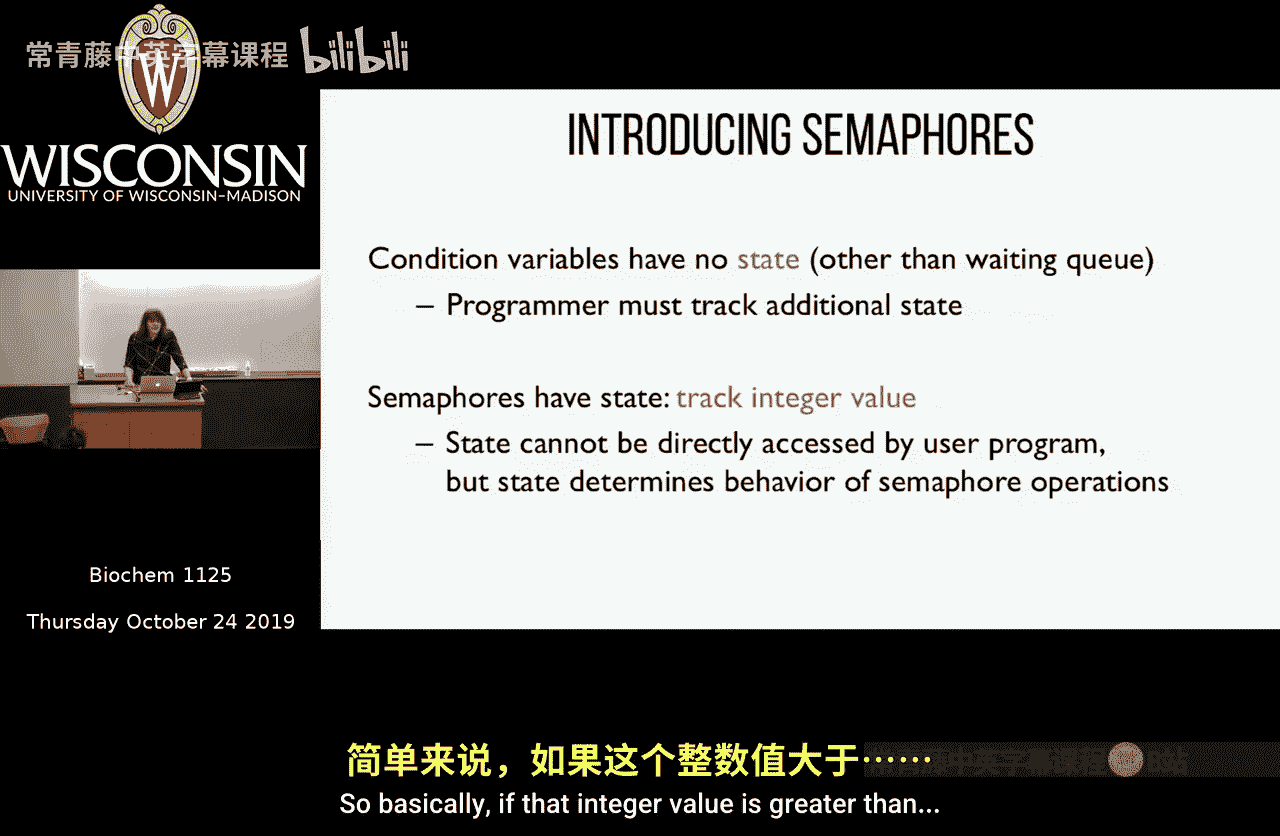 常青藤中英字幕课程 bilibili
W
WISCONSIN
UNIVERSITY OF WISCONSIN-MADISON
INTRODUCING SEMAPHORES
Condition variables have no state (other than waiting queue)
– Programmer must track additional state
Semaphores have state: track integer value
– State cannot be directly accessed by user program,
but state determines behavior of semaphore operations
Biochem 1125
Thursday October 24 2019
简单来说，如果这个整数值大于……
So basically, if that integer value is greater than...